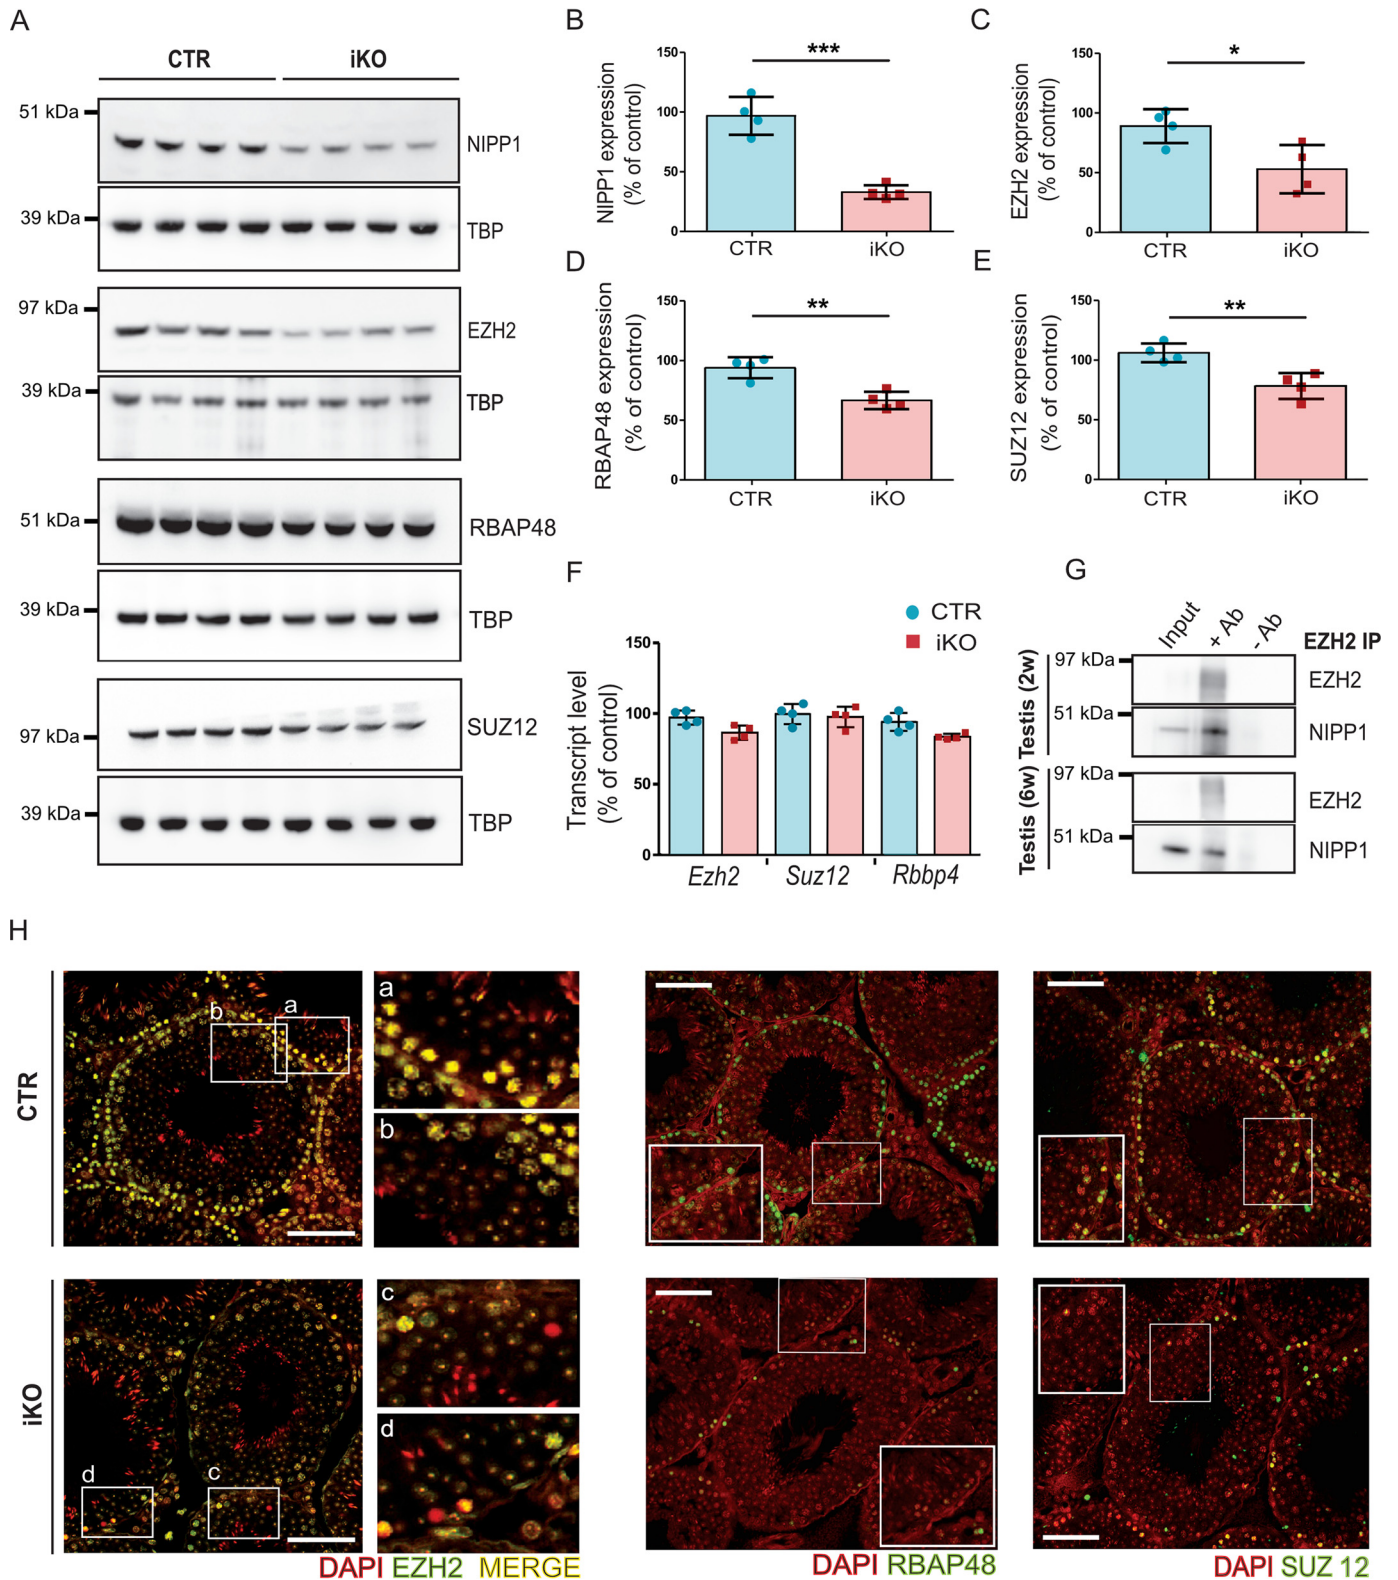 A
CTR iKO
51 kDa
NIPP1
39 kDa
TBP
97 kDa
EZH2
39 kDa
TBP
51 kDa
RBAP48
39 kDa
TBP
97 kDa
SUZ12
39 kDa
TBP
B
NIPP1 expression
(% of control)
150
100
50
0
***
CTR iKO
C
EZH2 expression
(% of control)
150
100
50
0
*
CTR iKO
D
RBAP48 expression
(% of control)
150
100
50
0
**
CTR iKO
E
SUZ12 expression
(% of control)
150
100
50
0
**
CTR iKO
F
CTR
iKO
Transcript level
(% of control)
150
100
50
0
Ezh2 Suz12 Rbbp4
G
Input + Ab - Ab EZH2 IP
Testis (2w)
97 kDa EZH2
51 kDa NIPP1
Testis (6w)
97 kDa EZH2
51 kDa NIPP1
H
CTR
b a
a
b
iKO
d c
c
d
DAPI EZH2 MERGE
DAPI RBAP48
DAPI SUZ 12